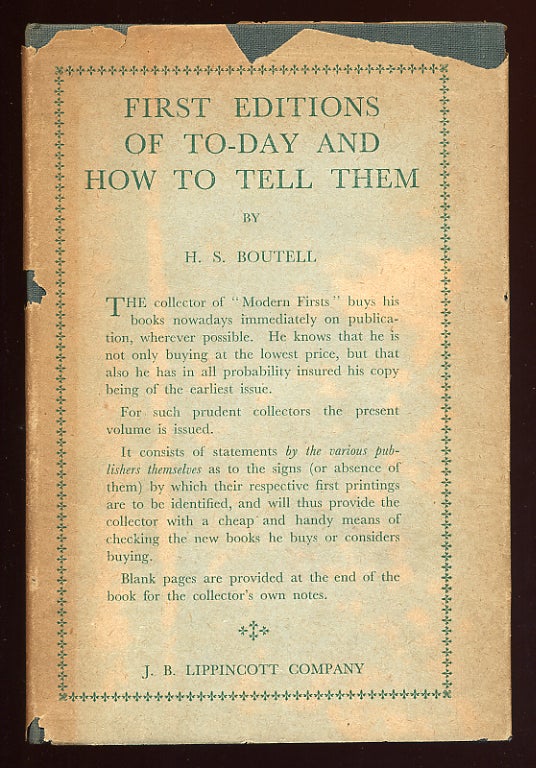 FIRST EDITIONS
OF TO-DAY AND
HOW TO TELL THEM
BY
H. S. BOUTELL
THE collector of "Modern Firsts" buys his
books nowadays immediately on publica-
tion, wherever possible. He knows that he is
not only buying at the lowest price, but that
also he has in all probability insured his copy
being of the earliest issue.
For such prudent collectors the present
volume is issued.
It consists of statements by the various pub-
lishers themselves as to the signs (or absence of
them) by which their respective first printings
are to be identified, and will thus provide the
collector with a cheap and handy means of
checking the new books he buys or considers
buying.
Blank pages are provided at the end of the
book for the collector's own notes.
J. B. LIPPINCOTT COMPANY